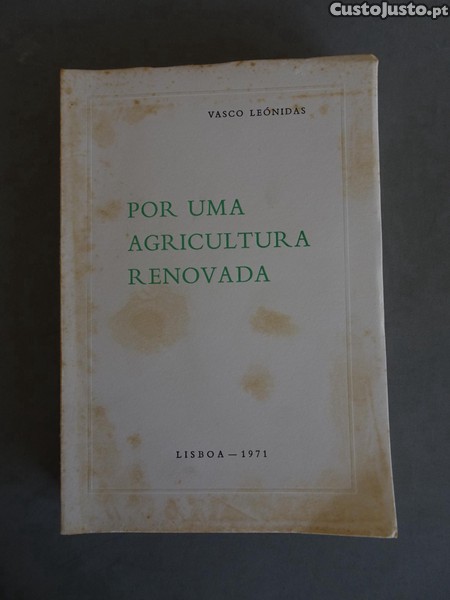 CustoJusto.pt
VASCO LEÓNIDAS
POR UMA
AGRICULTURA
RENOVADA
LISBOA — 1971